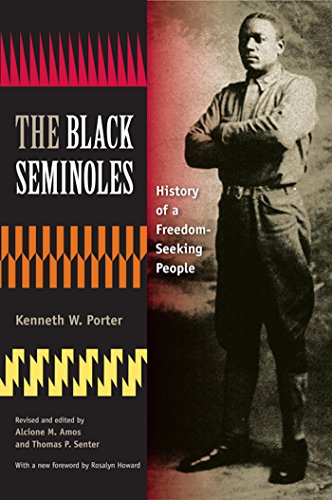 THE BLACK
SEMINOLES
History
of a
Freedom-
Seeking
People
Kenneth W. Porter
Revised and edited by
Alcione M. Amos
and Thomas P. Senter
With a new foreword by Rosalyn Howard